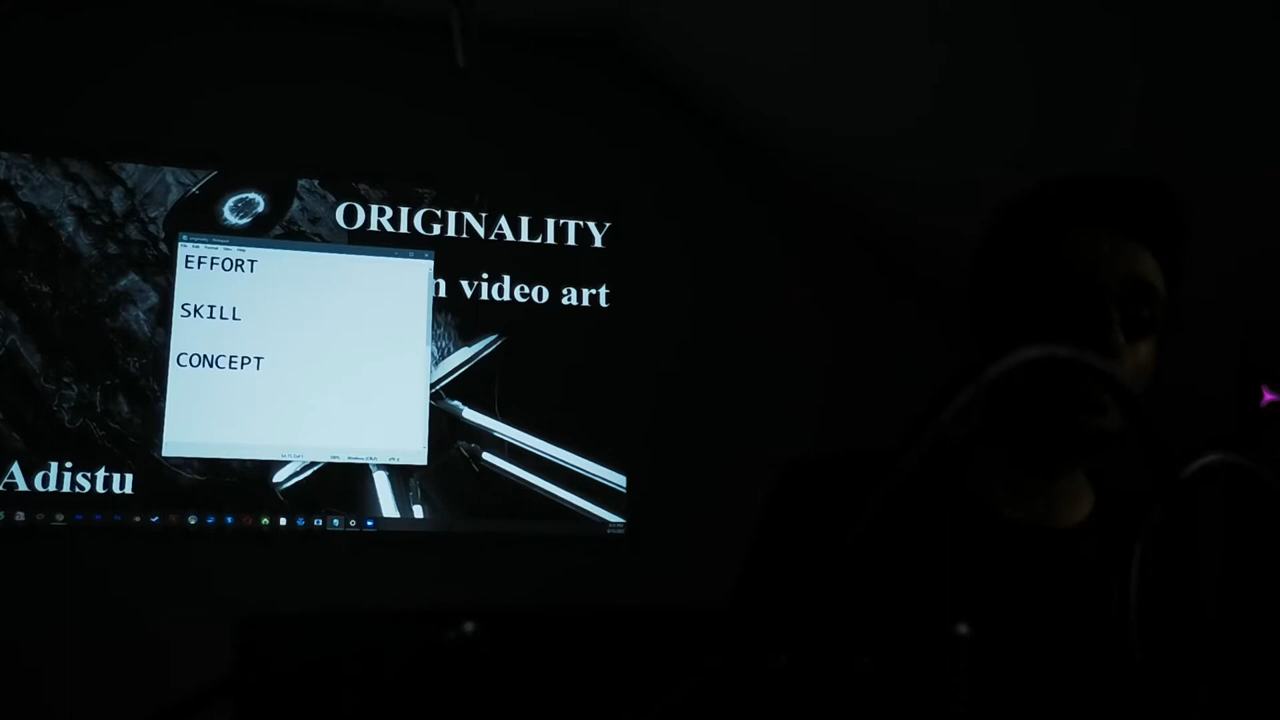 ORIGINALITY
n video art
EFFORT
SKILL
CONCEPT
Adistu